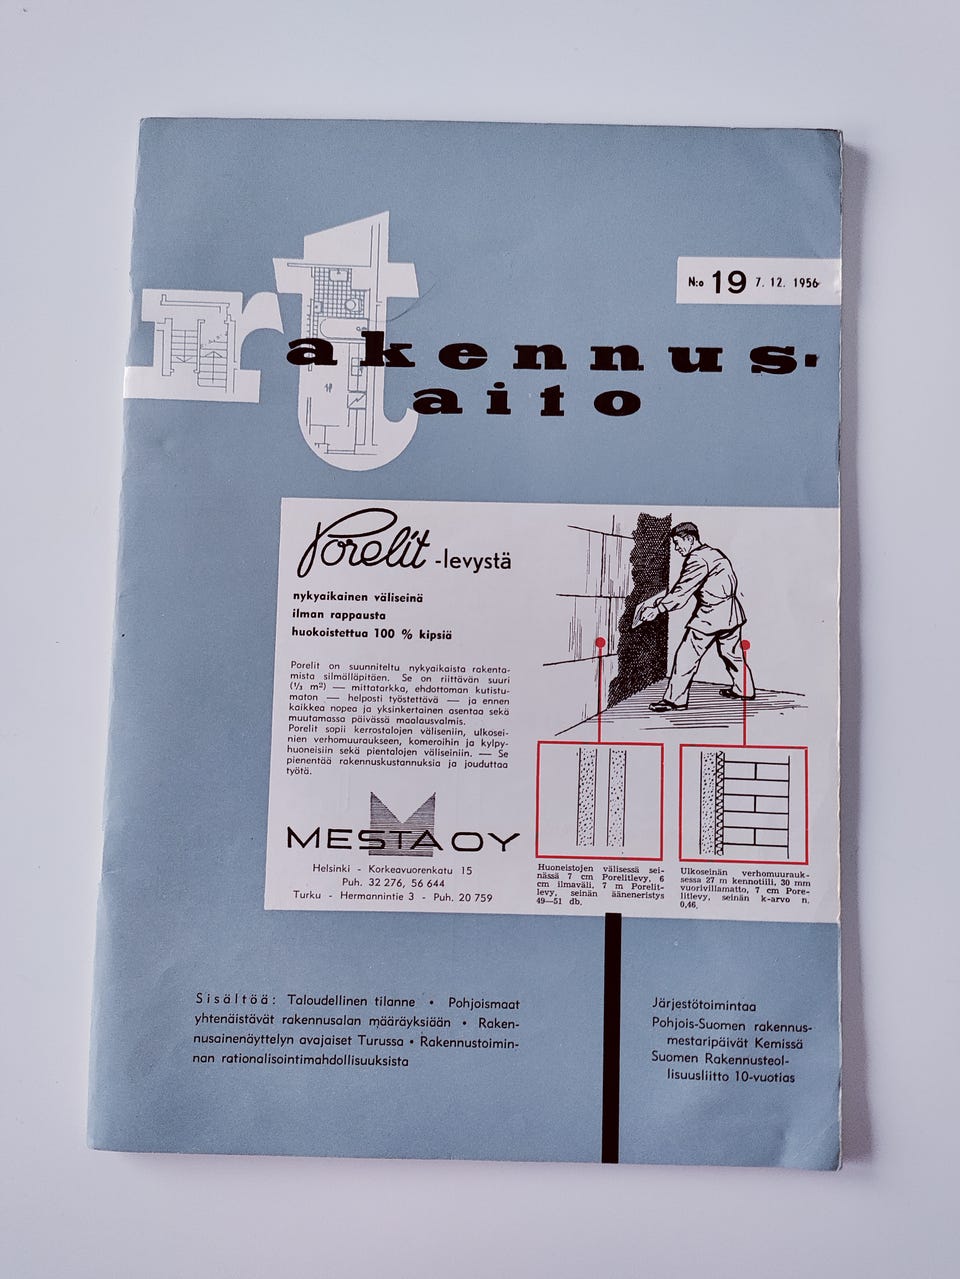 N:o 19 7. 12. 1956
rakennus-
taito
Porelit -levystä
nykyaikainen väliseinä
ilman rappausta
huokoistettua 100 % kipsiä
Porelit on suunniteltu nykyaikaista rakenta-
mista silmälläpitäen. Se on riittävän suuri
(⅓ m²) — mittatarkka, ehdottoman kutistu-
maton — helposti työstettävä — ja ennen
kaikkea nopea ja yksinkertainen asentaa sekä
muutamassa päivässä maalausvalmis.
Porelit sopii kerrostalojen väliseniin, ulkosei-
nien verhomuuraukseen, komeroihin ja kylpy-
huoneisiin sekä pientalojen väliseiniin. — Se
pienentää rakennuskustannuksia ja jouduttaa
työtä.
MESTA OY
Helsinki - Korkeavuorenkatu 15
Puh. 32 276, 56 644
Turku - Hermannintie 3 - Puh. 20 759
Huoneistojen välisessä sei-
nässä 7 cm Porelitlevy, 6
cm ilmaväli, 7 m Porelit-
levy, seinän ääneneristys
49—51 db.
Ulkoseinän verhomuurauk-
sessa 27 m kennotiili, 30 mm
vuorivillamatto, 7 cm Pore-
litlevy, seinän k-arvo n.
0,46.
Sisältöä: Taloudellinen tilanne • Pohjoismaat
yhtenäistävät rakennusalan määräyksiään • Raken-
nusainenäyttelyn avajaiset Turussa • Rakennustoimin-
nan rationalisointimahdollisuuksista
Järjestötoimintaa
Pohjois-Suomen rakennus-
mestaripäivät Kemissä
Suomen Rakennusteol-
lisuusliitto 10-vuotias